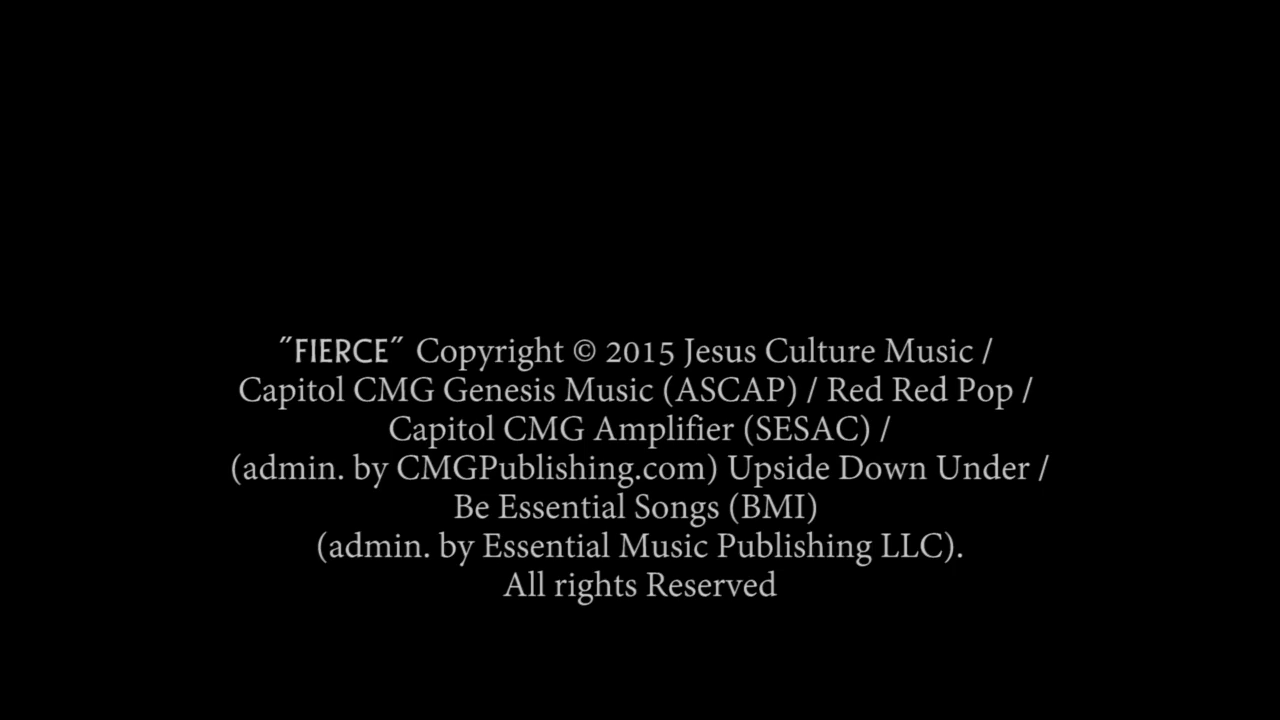 "FIERCE" Copyright © 2015 Jesus Culture Music /
Capitol CMG Genesis Music (ASCAP) / Red Red Pop /
Capitol CMG Amplifier (SESAC) /
(admin. by CMGPublishing.com) Upside Down Under /
Be Essential Songs (BMI)
(admin. by Essential Music Publishing LLC).
All rights Reserved